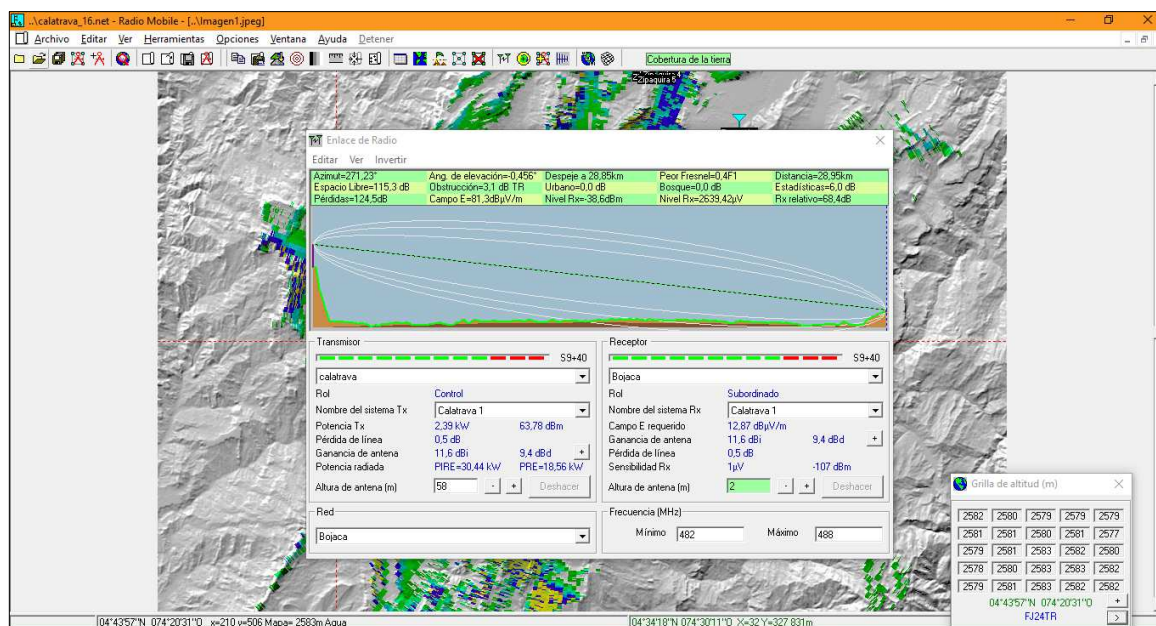 ..\calatrava_16.net - Radio Mobile - [..\Imagen1.jpeg]
Archivo Editar Ver Herramientas Opciones Ventana Ayuda Detener
Cobertura de la tierra
Zipaquira 5
Enlace de Radio
Editar Ver Invertir
Azimut=271,23° Ang. de elevación=-0,456° Despeje a 28,85km Peor Fresnel=0,4F1 Distancia=28,95km
Espacio Libre=115,3 dB Obstrucción=3,1 dB TR Urbano=0,0 dB Bosque=0,0 dB Estadísticas=6,0 dB
Pérdidas=124,5dB Campo E=81,3dBµV/m Nivel Rx=-38,6dBm Nivel Rx=2639,42µV Rx relativo=68,4dB
Transmisor
S9+40
calatrava
Rol Control
Nombre del sistema Tx Calatrava 1
Potencia Tx 2,39 kW 63,78 dBm
Pérdida de línea 0,5 dB
Ganancia de antena 11,6 dBi 9,4 dBd +
Potencia radiada PIRE=30,44 kW PRE=18,56 kW
Altura de antena (m) 58 - + Deshacer
Red
Bojaca
Receptor
S9+40
Bojaca
Rol Subordinado
Nombre del sistema Rx Calatrava 1
Campo E requerido 12,87 dBµV/m
Ganancia de antena 11,6 dBi 9,4 dBd +
Pérdida de línea 0,5 dB
Sensibilidad Rx 1µV -107 dBm
Altura de antena (m) 2 - + Deshacer
Frecuencia (MHz)
Mínimo 482 Máximo 488
Grilla de altitud (m)
2582 2580 2579 2579 2579
2581 2581 2580 2581 2577
2579 2581 2583 2582 2580
2578 2580 2583 2583 2582
2579 2581 2583 2582 2582
04°43'57"N 074°20'31"O +
FJ24TR >
04°43'57"N 074°20'31"O x=210 y=506 Mapa= 2583m Agua 04°34'18"N 074°30'11"O X=32 Y=327 831m